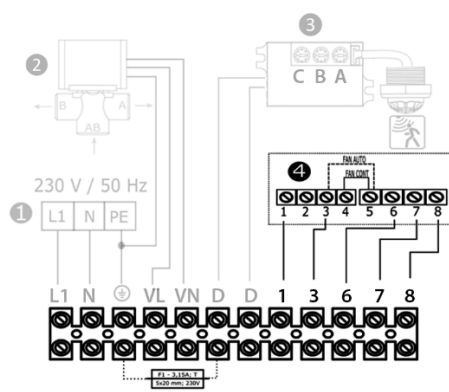 3
2
C B A
B A
AB
4
FAN AUTO
FAN CONT
230 V / 50 Hz
1
L1 N PE
1 2 3 4 5 6 7 8
L1 N VL VN D D 1 3 6 7 8
F1 - 3,15A; T
5x20 mm; 230V